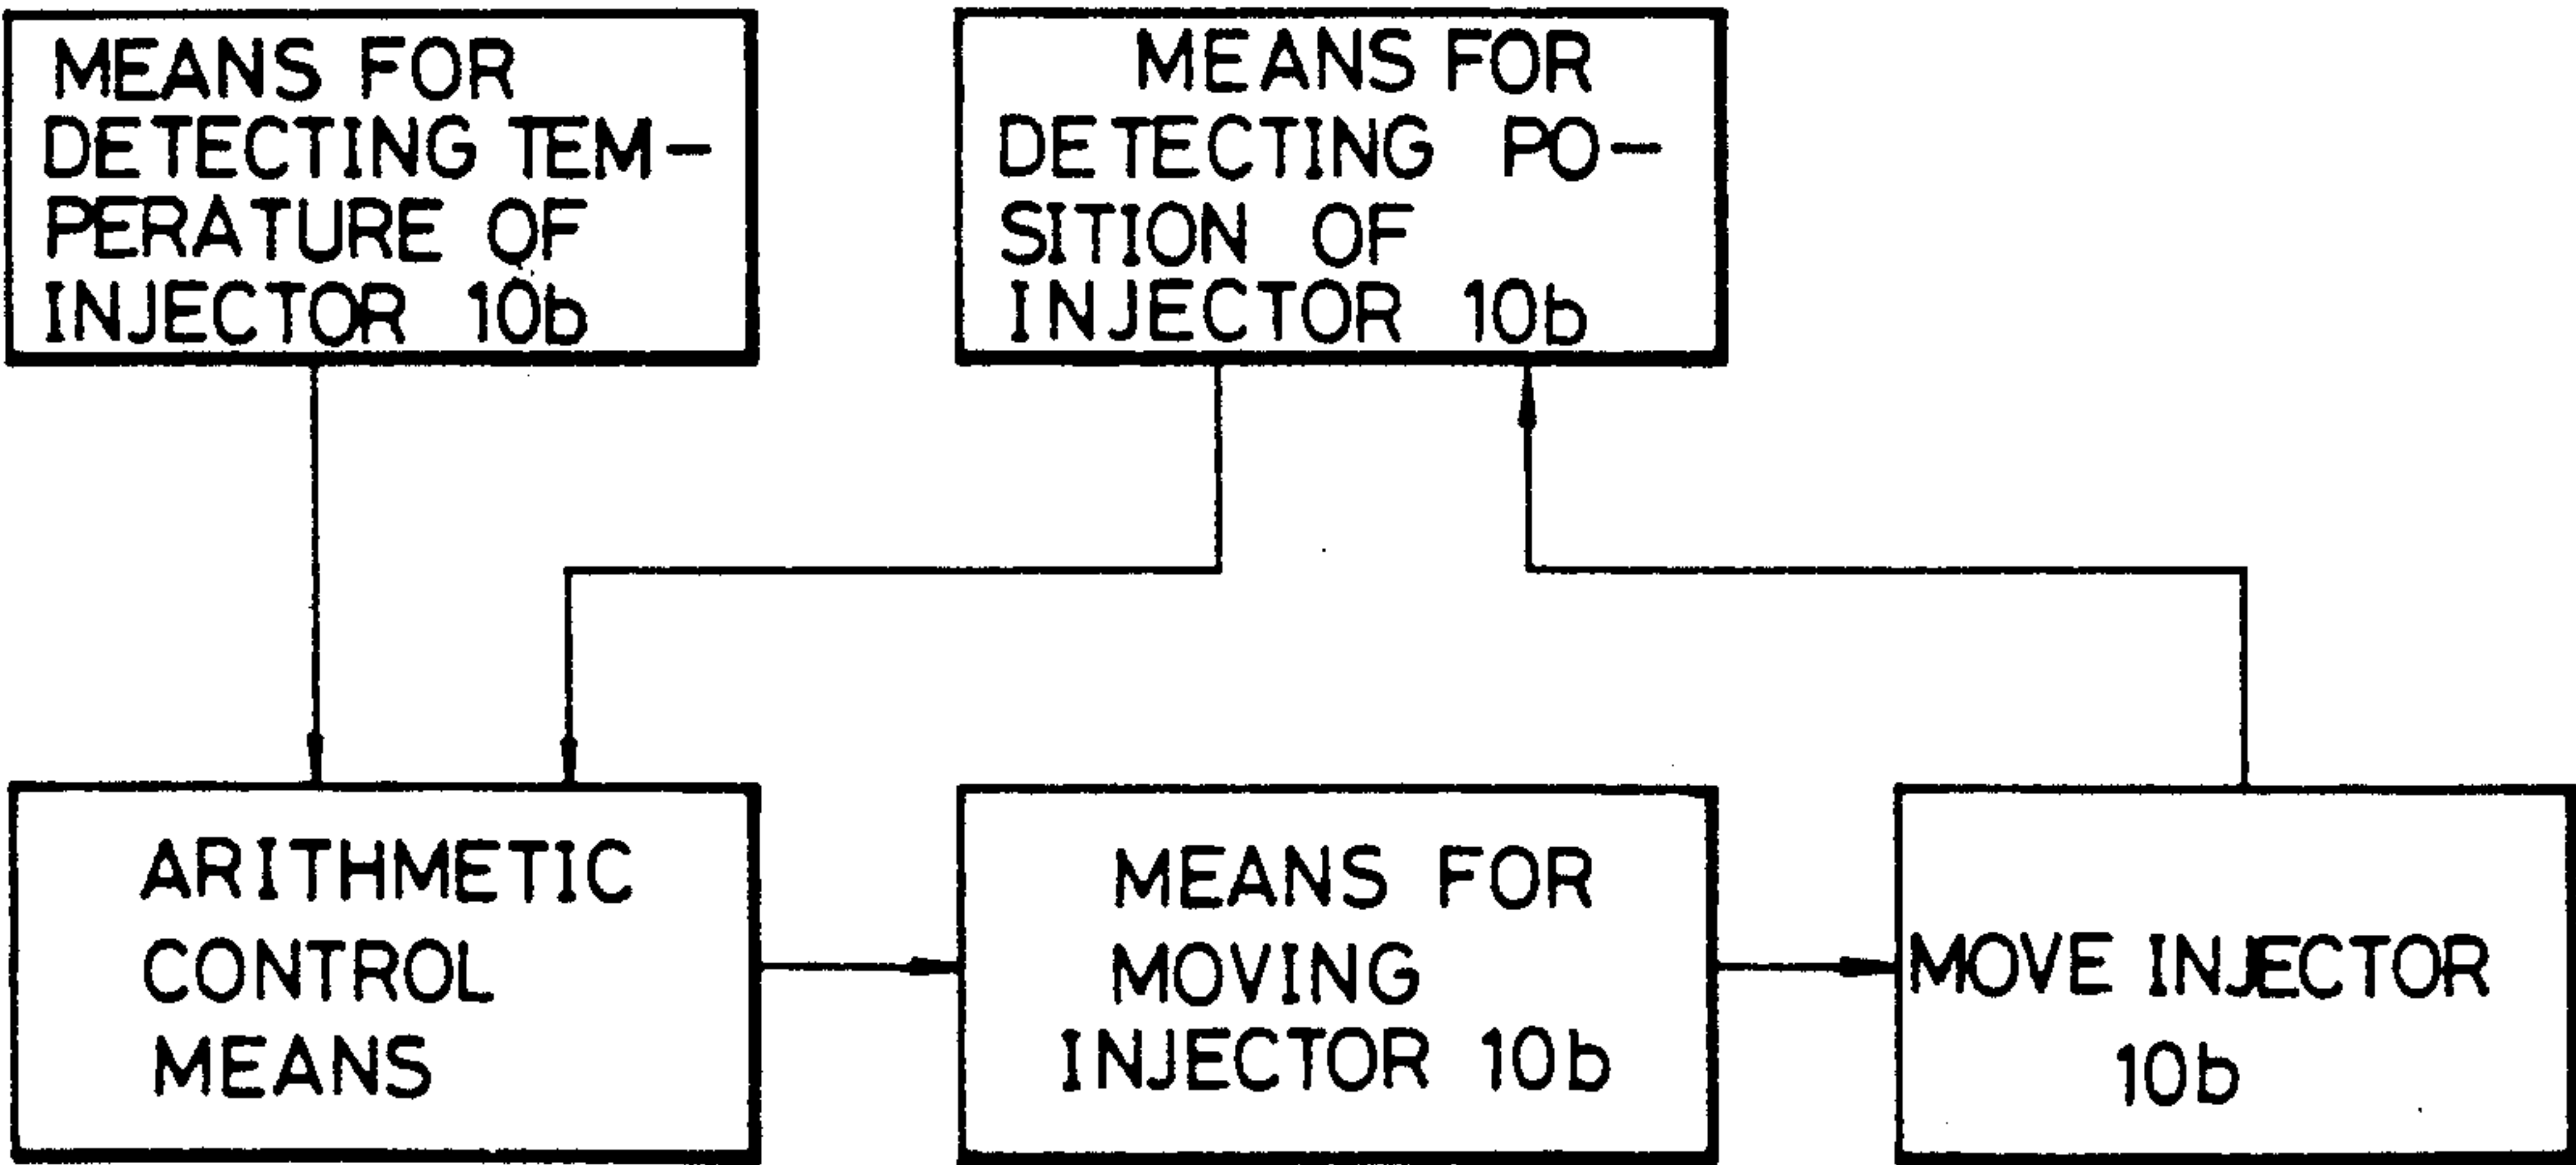 MEANS FOR
DETECTING TEM-
PERATURE OF
INJECTOR 10b
MEANS FOR
DETECTING PO-
SITION OF
INJECTOR 10b
ARITHMETIC
CONTROL
MEANS
MEANS FOR
MOVING
INJECTOR 10b
MOVE INJECTOR
10b